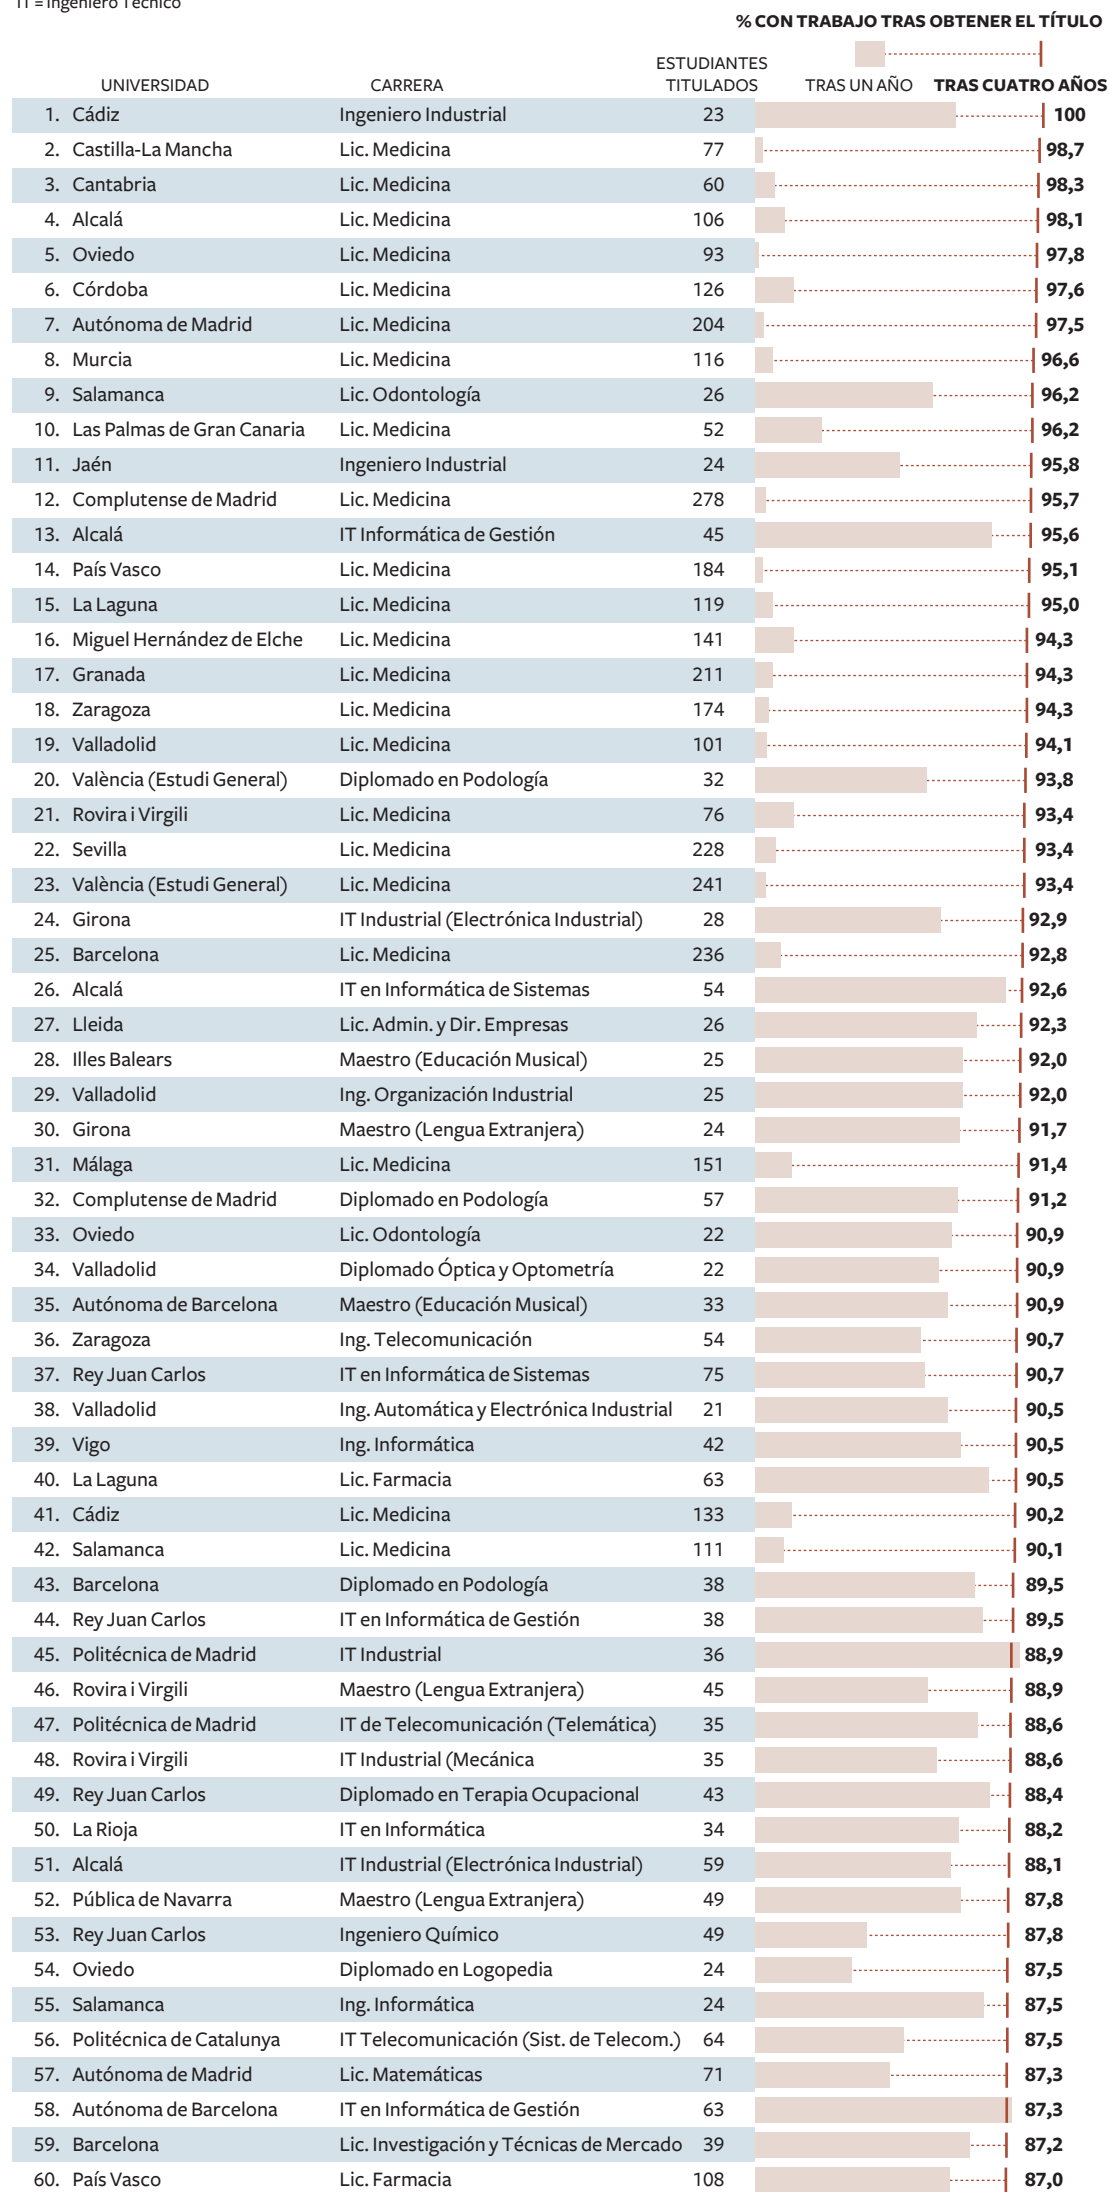 IT = Ingeniero Técnico
% CON TRABAJO TRAS OBTENER EL TÍTULO
UNIVERSIDAD CARRERA ESTUDIANTES TITULADOS TRAS UN AÑO TRAS CUATRO AÑOS
1. Cádiz Ingeniero Industrial 23 100
2. Castilla-La Mancha Lic. Medicina 77 98,7
3. Cantabria Lic. Medicina 60 98,3
4. Alcalá Lic. Medicina 106 98,1
5. Oviedo Lic. Medicina 93 97,8
6. Córdoba Lic. Medicina 126 97,6
7. Autónoma de Madrid Lic. Medicina 204 97,5
8. Murcia Lic. Medicina 116 96,6
9. Salamanca Lic. Odontología 26 96,2
10. Las Palmas de Gran Canaria Lic. Medicina 52 96,2
11. Jaén Ingeniero Industrial 24 95,8
12. Complutense de Madrid Lic. Medicina 278 95,7
13. Alcalá IT Informática de Gestión 45 95,6
14. País Vasco Lic. Medicina 184 95,1
15. La Laguna Lic. Medicina 119 95,0
16. Miguel Hernández de Elche Lic. Medicina 141 94,3
17. Granada Lic. Medicina 211 94,3
18. Zaragoza Lic. Medicina 174 94,3
19. Valladolid Lic. Medicina 101 94,1
20. València (Estudi General) Diplomado en Podología 32 93,8
21. Rovira i Virgili Lic. Medicina 76 93,4
22. Sevilla Lic. Medicina 228 93,4
23. València (Estudi General) Lic. Medicina 241 93,4
24. Girona IT Industrial (Electrónica Industrial) 28 92,9
25. Barcelona Lic. Medicina 236 92,8
26. Alcalá IT en Informática de Sistemas 54 92,6
27. Lleida Lic. Admin. y Dir. Empresas 26 92,3
28. Illes Balears Maestro (Educación Musical) 25 92,0
29. Valladolid Ing. Organización Industrial 25 92,0
30. Girona Maestro (Lengua Extranjera) 24 91,7
31. Málaga Lic. Medicina 151 91,4
32. Complutense de Madrid Diplomado en Podología 57 91,2
33. Oviedo Lic. Odontología 22 90,9
34. Valladolid Diplomado Óptica y Optometría 22 90,9
35. Autónoma de Barcelona Maestro (Educación Musical) 33 90,9
36. Zaragoza Ing. Telecomunicación 54 90,7
37. Rey Juan Carlos IT en Informática de Sistemas 75 90,7
38. Valladolid Ing. Automática y Electrónica Industrial 21 90,5
39. Vigo Ing. Informática 42 90,5
40. La Laguna Lic. Farmacia 63 90,5
41. Cádiz Lic. Medicina 133 90,2
42. Salamanca Lic. Medicina 111 90,1
43. Barcelona Diplomado en Podología 38 89,5
44. Rey Juan Carlos IT en Informática de Gestión 38 89,5
45. Politécnica de Madrid IT Industrial 36 88,9
46. Rovira i Virgili Maestro (Lengua Extranjera) 45 88,9
47. Politécnica de Madrid IT de Telecomunicación (Telemática) 35 88,6
48. Rovira i Virgili IT Industrial (Mecánica 35 88,6
49. Rey Juan Carlos Diplomado en Terapia Ocupacional 43 88,4
50. La Rioja IT en Informática 34 88,2
51. Alcalá IT Industrial (Electrónica Industrial) 59 88,1
52. Pública de Navarra Maestro (Lengua Extranjera) 49 87,8
53. Rey Juan Carlos Ingeniero Químico 49 87,8
54. Oviedo Diplomado en Logopedia 24 87,5
55. Salamanca Ing. Informática 24 87,5
56. Politécnica de Catalunya IT Telecomunicación (Sist. de Telecom.) 64 87,5
57. Autónoma de Madrid Lic. Matemáticas 71 87,3
58. Autónoma de Barcelona IT en Informática de Gestión 63 87,3
59. Barcelona Lic. Investigación y Técnicas de Mercado 39 87,2
60. País Vasco Lic. Farmacia 108 87,0